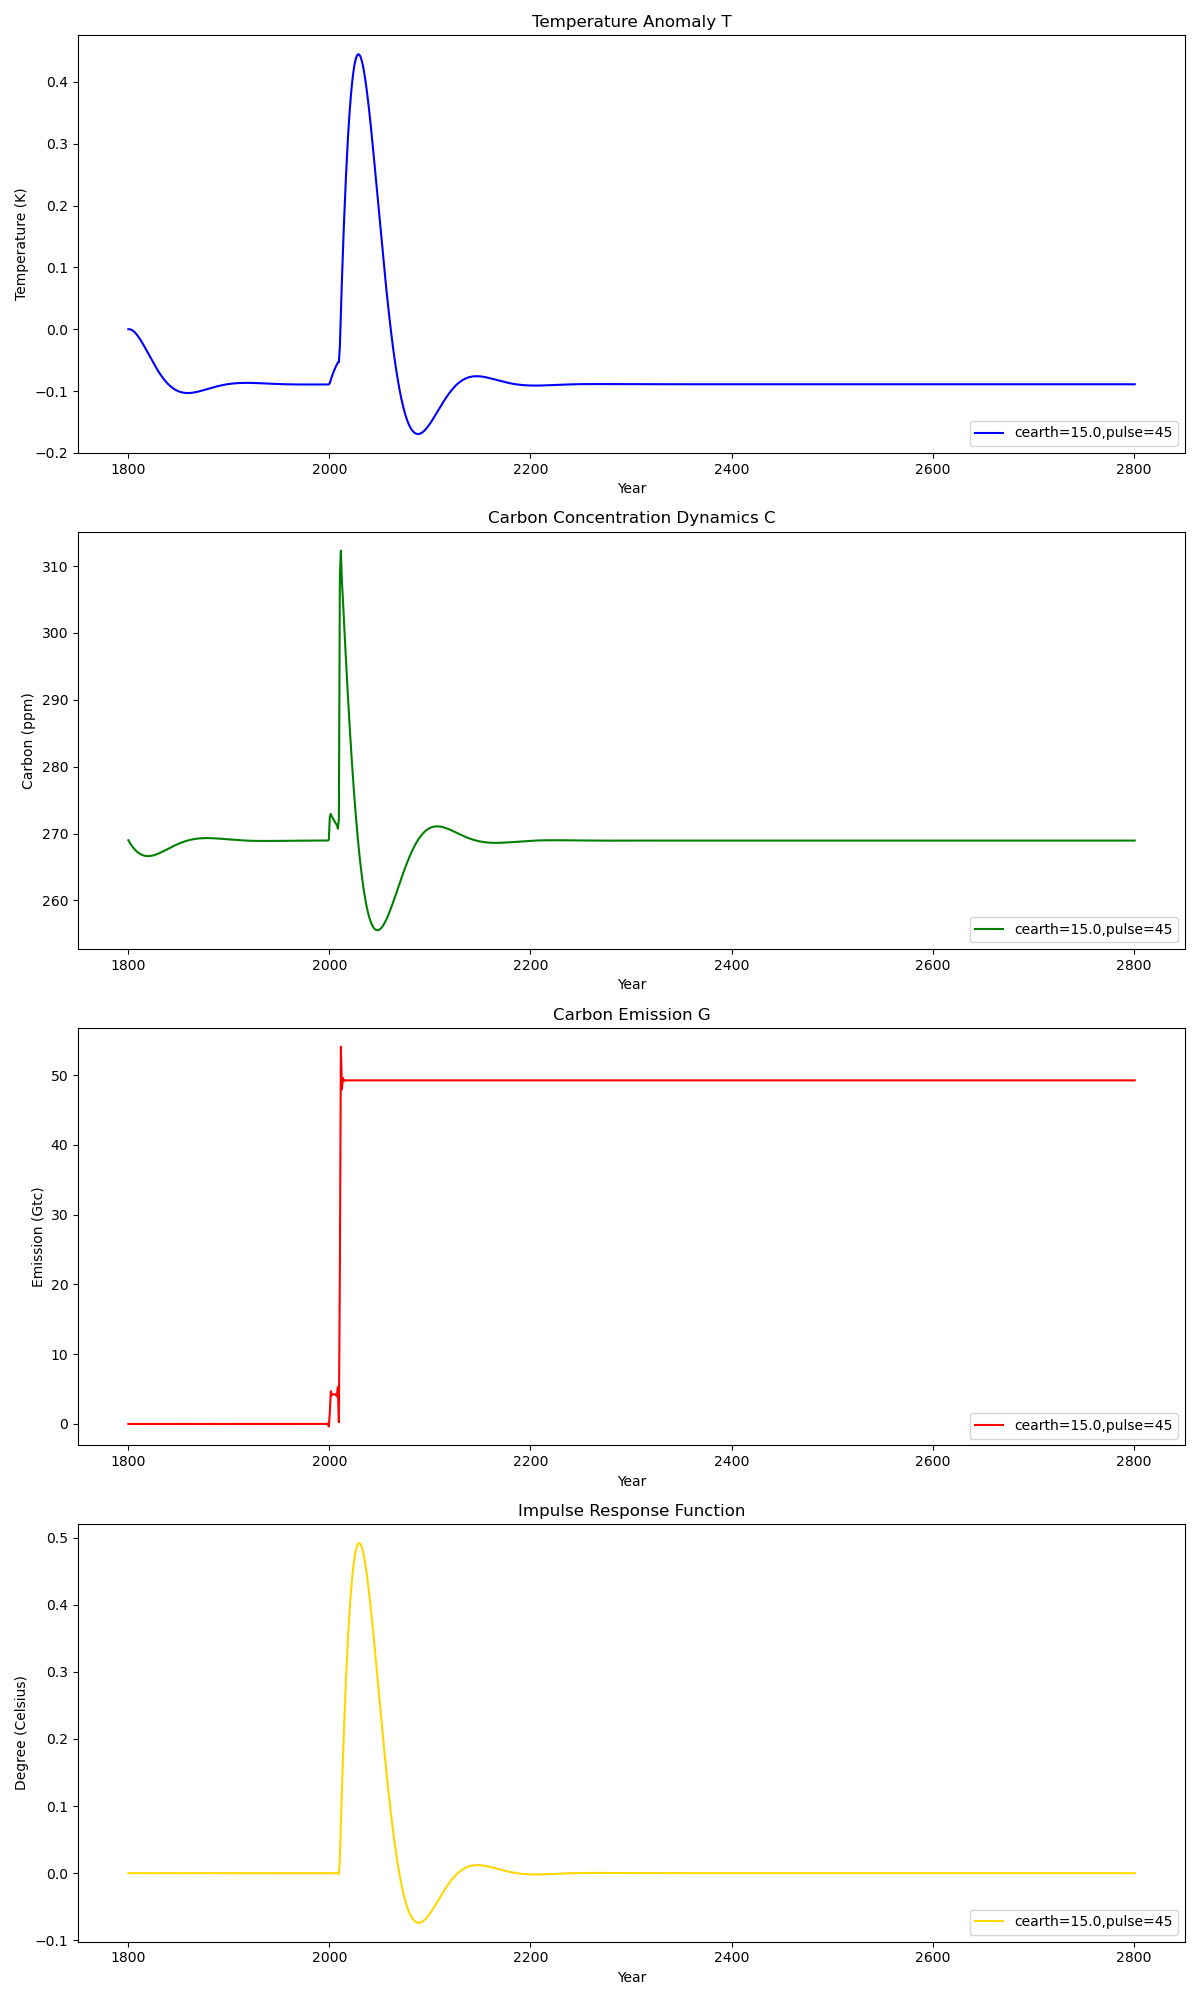 Temperature Anomaly T
0.4
0.3
0.2
0.1
0.0
−0.1
−0.2
Temperature (K)
cearth=15.0,pulse=45
1800 2000 2200 2400 2600 2800
Year
Carbon Concentration Dynamics C
310
300
290
280
270
260
Carbon (ppm)
cearth=15.0,pulse=45
1800 2000 2200 2400 2600 2800
Year
Carbon Emission G
50
40
30
20
10
0
Emission (Gtc)
cearth=15.0,pulse=45
1800 2000 2200 2400 2600 2800
Year
Impulse Response Function
0.5
0.4
0.3
0.2
0.1
0.0
−0.1
Degree (Celsius)
cearth=15.0,pulse=45
1800 2000 2200 2400 2600 2800
Year